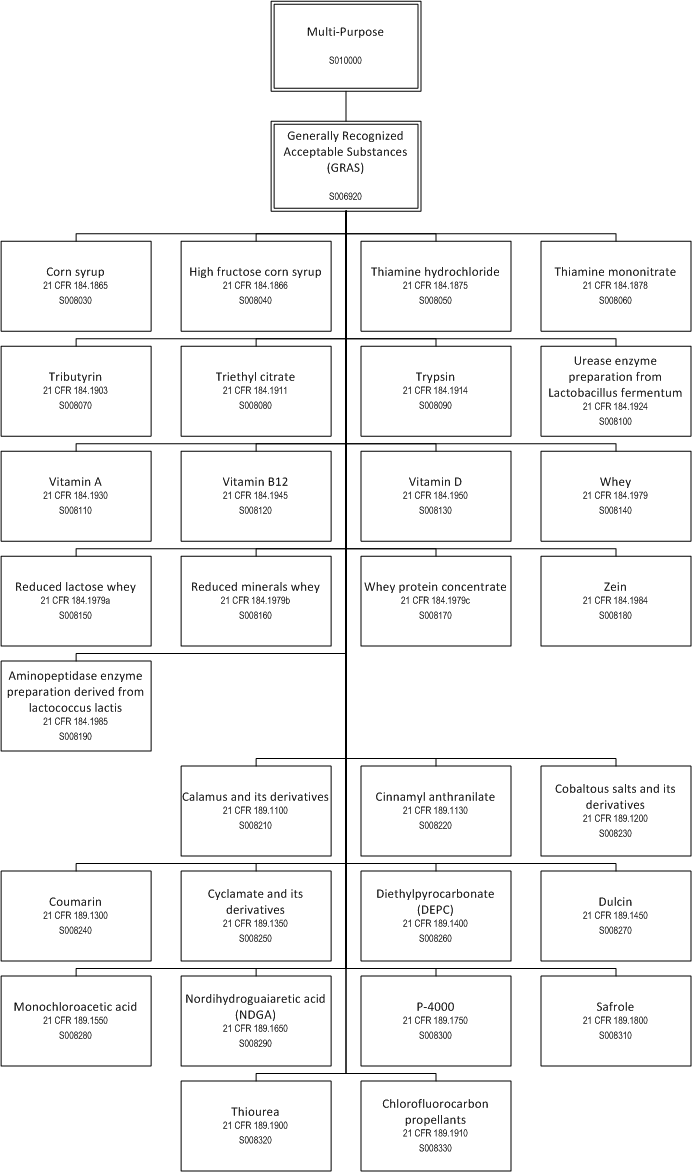 Multi-Purpose
S010000
Generally Recognized
Acceptable Substances
(GRAS)
S006920
Corn syrup
21 CFR 184.1865
S008030
High fructose corn syrup
21 CFR 184.1866
S008040
Thiamine hydrochloride
21 CFR 184.1875
S008050
Thiamine mononitrate
21 CFR 184.1878
S008060
Tributyrin
21 CFR 184.1903
S008070
Triethyl citrate
21 CFR 184.1911
S008080
Trypsin
21 CFR 184.1914
S008090
Urease enzyme
preparation from
Lactobacillus fermentum
21 CFR 184.1924
S008100
Vitamin A
21 CFR 184.1930
S008110
Vitamin B12
21 CFR 184.1945
S008120
Vitamin D
21 CFR 184.1950
S008130
Whey
21 CFR 184.1979
S008140
Reduced lactose whey
21 CFR 184.1979a
S008150
Reduced minerals whey
21 CFR 184.1979b
S008160
Whey protein concentrate
21 CFR 184.1979c
S008170
Zein
21 CFR 184.1984
S008180
Aminopeptidase enzyme
preparation derived from
lactococcus lactis
21 CFR 184.1985
S008190
Calamus and its derivatives
21 CFR 189.1100
S008210
Cinnamyl anthranilate
21 CFR 189.1130
S008220
Cobaltous salts and its
derivatives
21 CFR 189.1200
S008230
Coumarin
21 CFR 189.1300
S008240
Cyclamate and its
derivatives
21 CFR 189.1350
S008250
Diethylpyrocarbonate
(DEPC)
21 CFR 189.1400
S008260
Dulcin
21 CFR 189.1450
S008270
Monochloroacetic acid
21 CFR 189.1550
S008280
Nordihydroguaiaretic acid
(NDGA)
21 CFR 189.1650
S008290
P-4000
21 CFR 189.1750
S008300
Safrole
21 CFR 189.1800
S008310
Thiourea
21 CFR 189.1900
S008320
Chlorofluorocarbon
propellants
21 CFR 189.1910
S008330